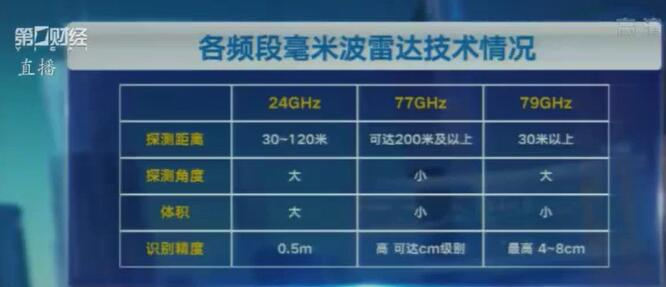 第一财经
YICAI
直播
高清
各频段毫米波雷达技术情况
24GHz 77GHz 79GHz
探测距离 30~120米 可达200米及以上 30米以上
探测角度 大 小 大
体积 大 小 小
识别精度 0.5m 高 可达cm级别 最高 4~8cm